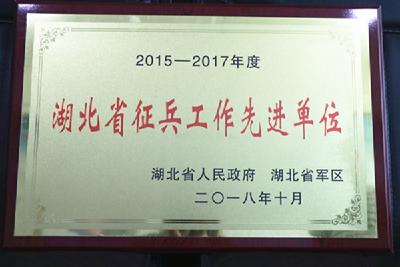 2015—2017年度
湖北省征兵工作先进单位
湖北省人民政府 湖北省军区
二〇一八年十月